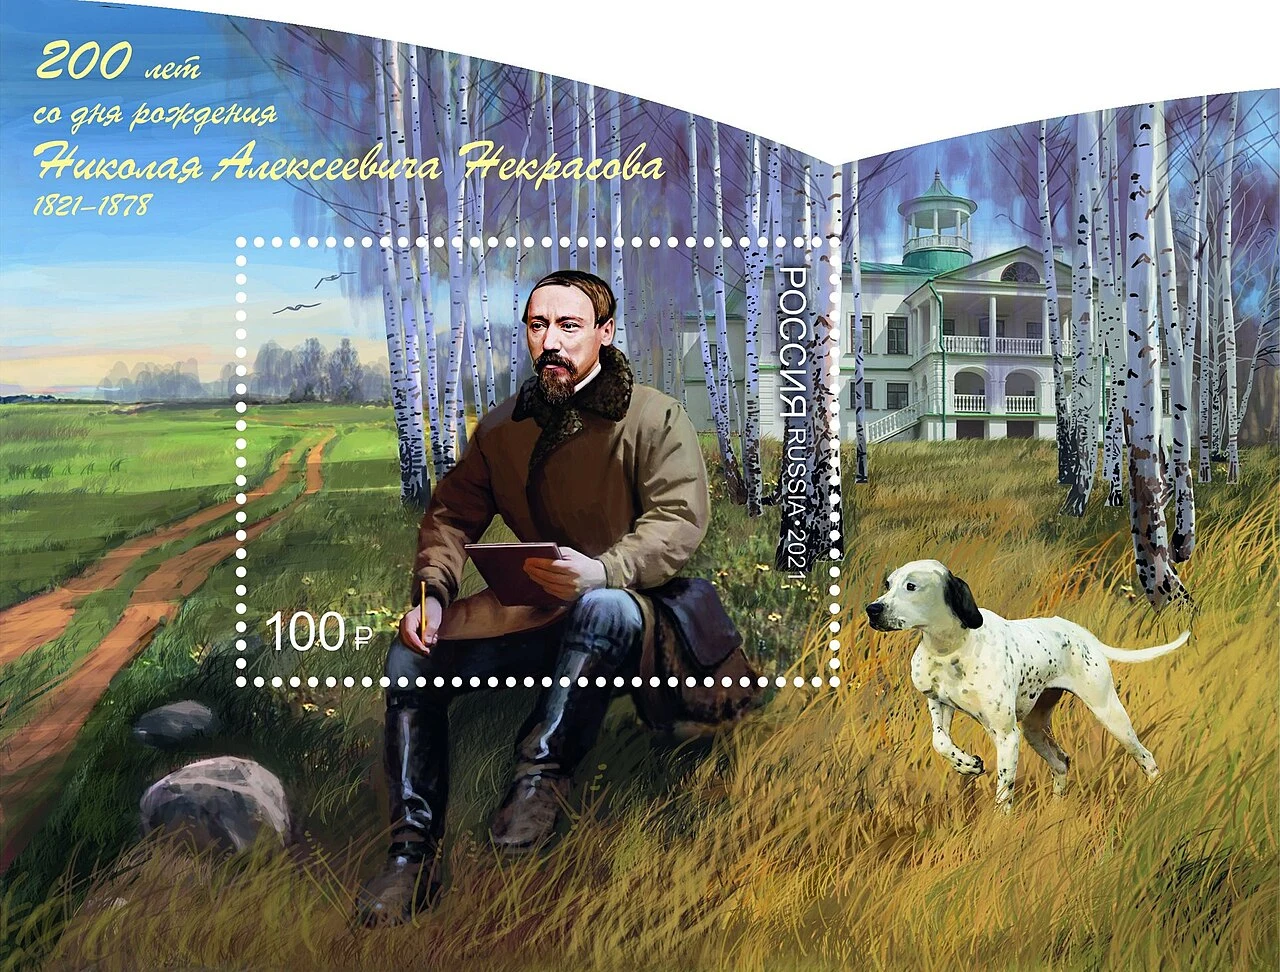 200 лет
со дня рождения
Николая Алексеевича Некрасова
1821–1878
РОССИЯ RUSSIA•2021
100 ₽